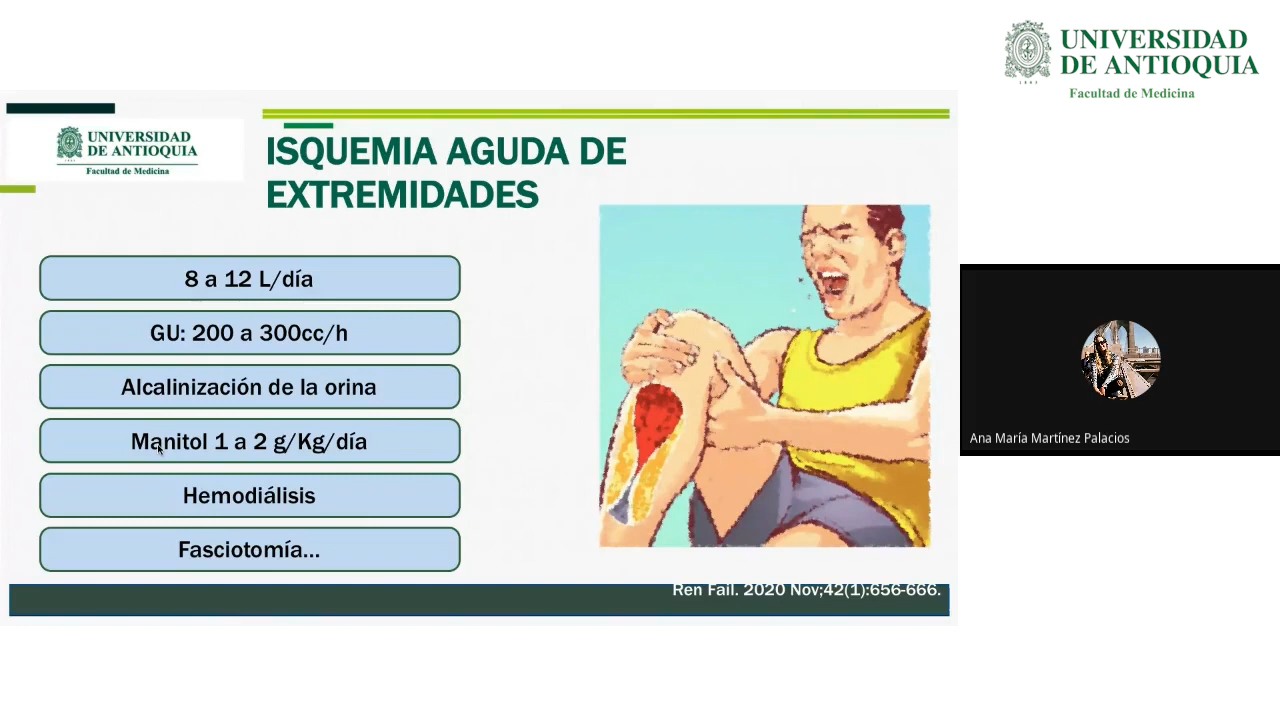 UNIVERSIDAD
DE ANTIOQUIA
1803
Facultad de Medicina
UNIVERSIDAD
DE ANTIOQUIA
Facultad de Medicina
ISQUEMIA AGUDA DE
EXTREMIDADES
8 a 12 L/día
GU: 200 a 300cc/h
Alcalinización de la orina
Manitol 1 a 2 g/Kg/día
Hemodiálisis
Fasciotomía...
Ren Fail. 2020 Nov;42(1):656-666.
Ana María Martínez Palacios